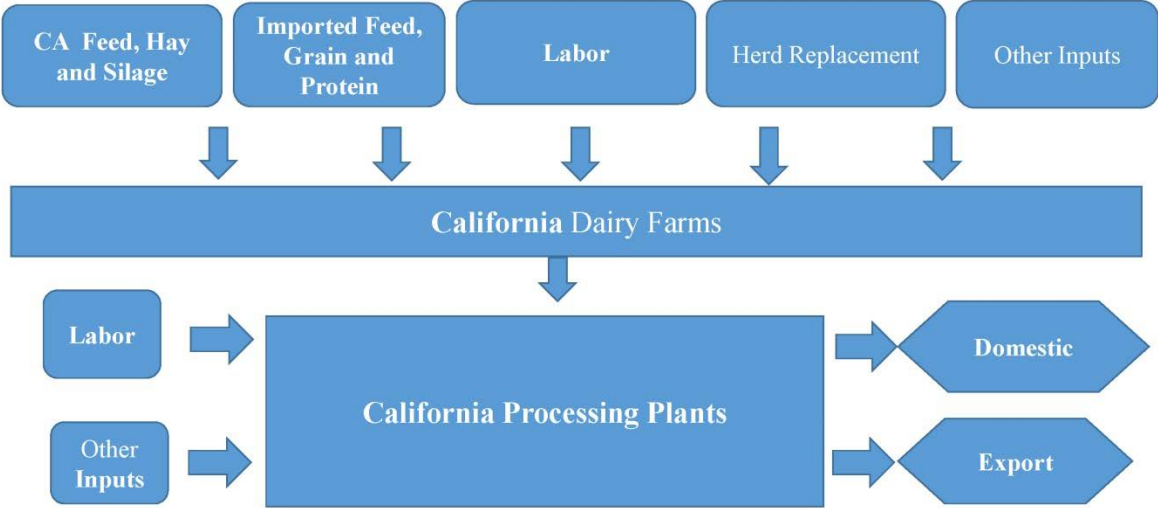 CA Feed, Hay
and Silage
Imported Feed,
Grain and
Protein
Labor
Herd Replacement
Other Inputs
California Dairy Farms
Labor
Other
Inputs
California Processing Plants
Domestic
Export